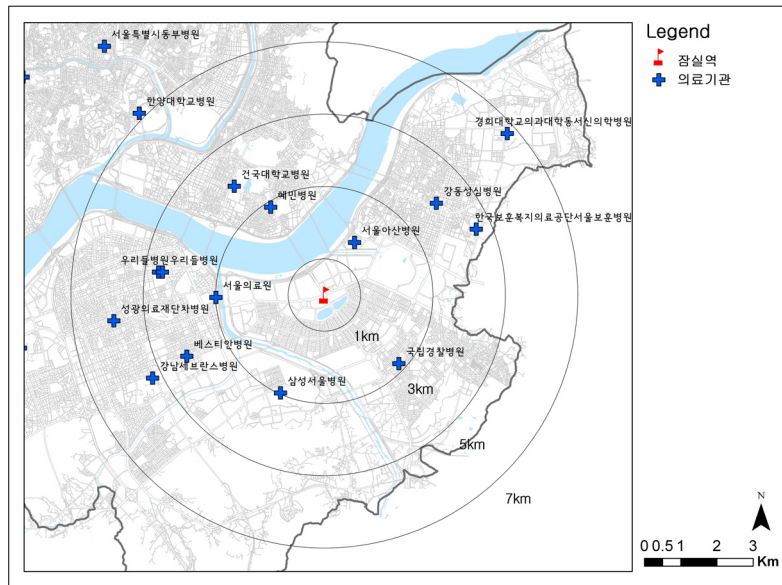 서울특별시동부병원
한양대학교병원
경희대학교의과대학동서신의학병원
건국대학교병원
혜민병원
강동성심병원
한국보훈복지의료공단서울보훈병원
서울아산병원
우리들병원
우리들병원
서울의료원
성광의료재단차병원
베스티안병원
강남세브란스병원
삼성서울병원
국립경찰병원
1km
3km
5km
7km
Legend
잠실역
의료기관
N
0 0.5 1 2 3
Km